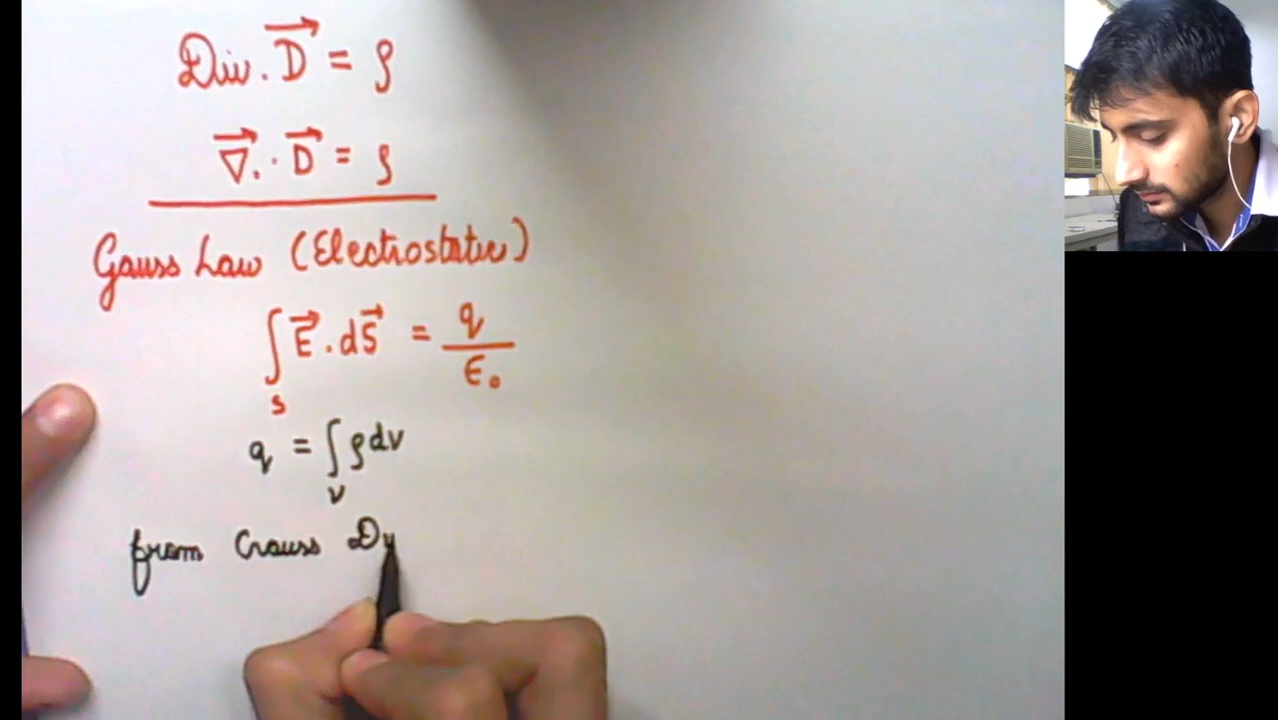 Div. D⃗ = ρ
∇⃗. · D⃗ = ρ
Gauss Law (Electrostatic)
∫ₛ E⃗ . dS⃗ = q / ϵ₀
q = ∫ᵥ ρ dv
from Gauss D